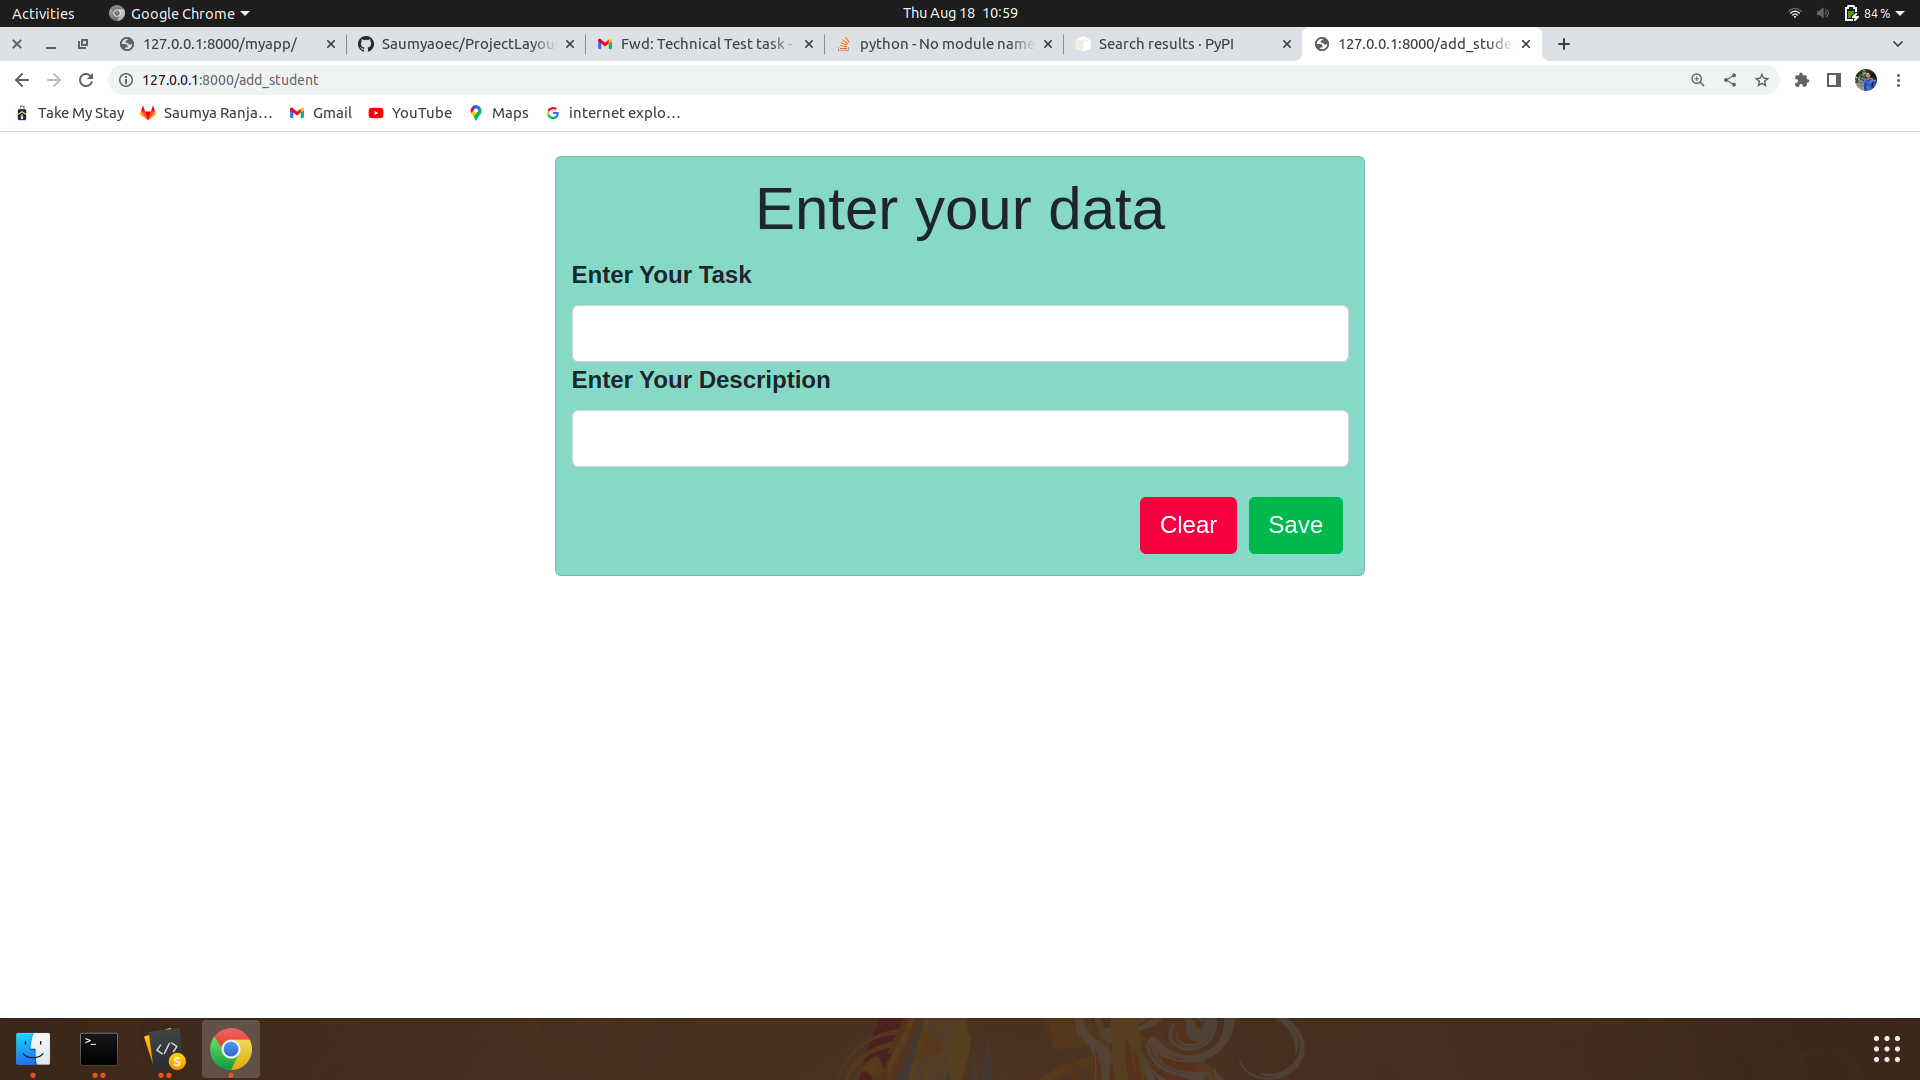 Activities
Google Chrome
Thu Aug 18 10:59
84 %
127.0.0.1:8000/myapp/
Saumyaoec/ProjectLayou
Fwd: Technical Test task -
python - No module name
Search results · PyPI
127.0.0.1:8000/add_stude
127.0.0.1:8000/add_student
Take My Stay
Saumya Ranja...
Gmail
YouTube
Maps
internet explo...
Enter your data
Enter Your Task
Enter Your Description
Clear
Save